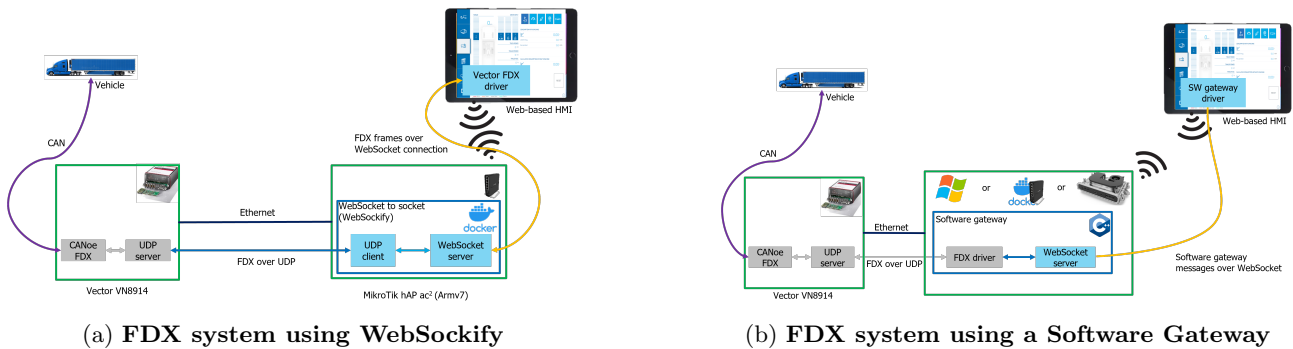 Vehicle
CAN
Vector FDX
driver
Web-based HMI
FDX frames over
WebSocket connection
Ethernet
WebSocket to socket
(WebSockify)
docker
CANoe
FDX
UDP
server
UDP
client
WebSocket
server
FDX over UDP
Vector VN8914
MikroTik hAP ac² (Armv7)
(a) FDX system using WebSockify
Vehicle
CAN
SW gateway
driver
Web-based HMI
or
or
Software gateway
Ethernet
CANoe
FDX
UDP
server
FDX driver
WebSocket
server
FDX over UDP
Software gateway
messages over WebSocket
Vector VN8914
(b) FDX system using a Software Gateway